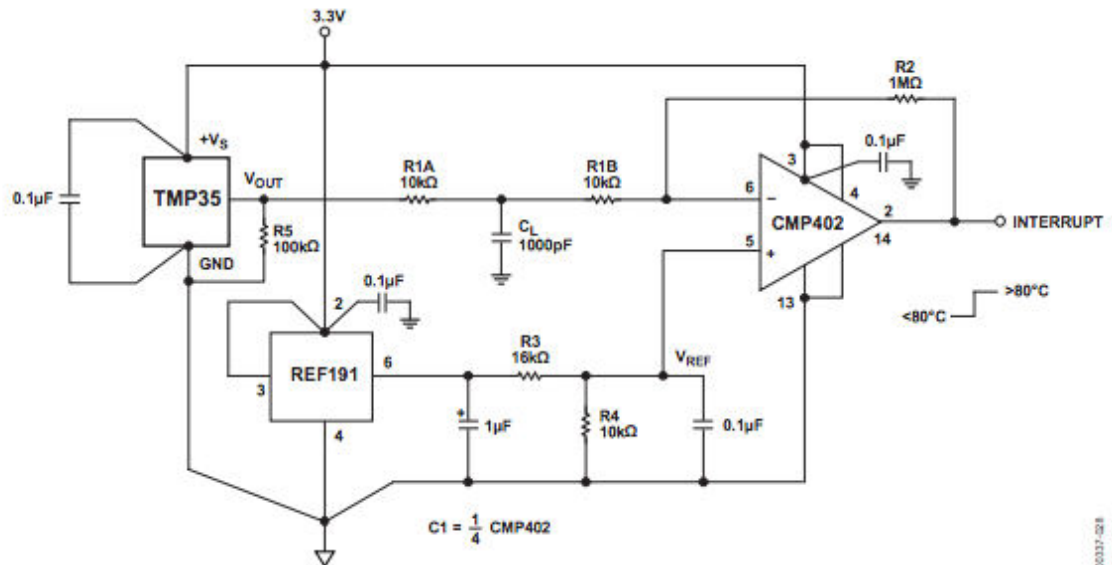 3.3V
R2
1MΩ
+VS
0.1µF
3
R1A
10kΩ
R1B
10kΩ
VOUT
6
−
4
0.1µF
TMP35
CMP402
2
INTERRUPT
14
R5
100kΩ
CL
1000pF
5
+
GND
0.1µF
>80°C
<80°C
13
2
R3
16kΩ
VREF
REF191
6
3
+
1µF
R4
10kΩ
0.1µF
4
C1 = 1/4 CMP402
00337-028